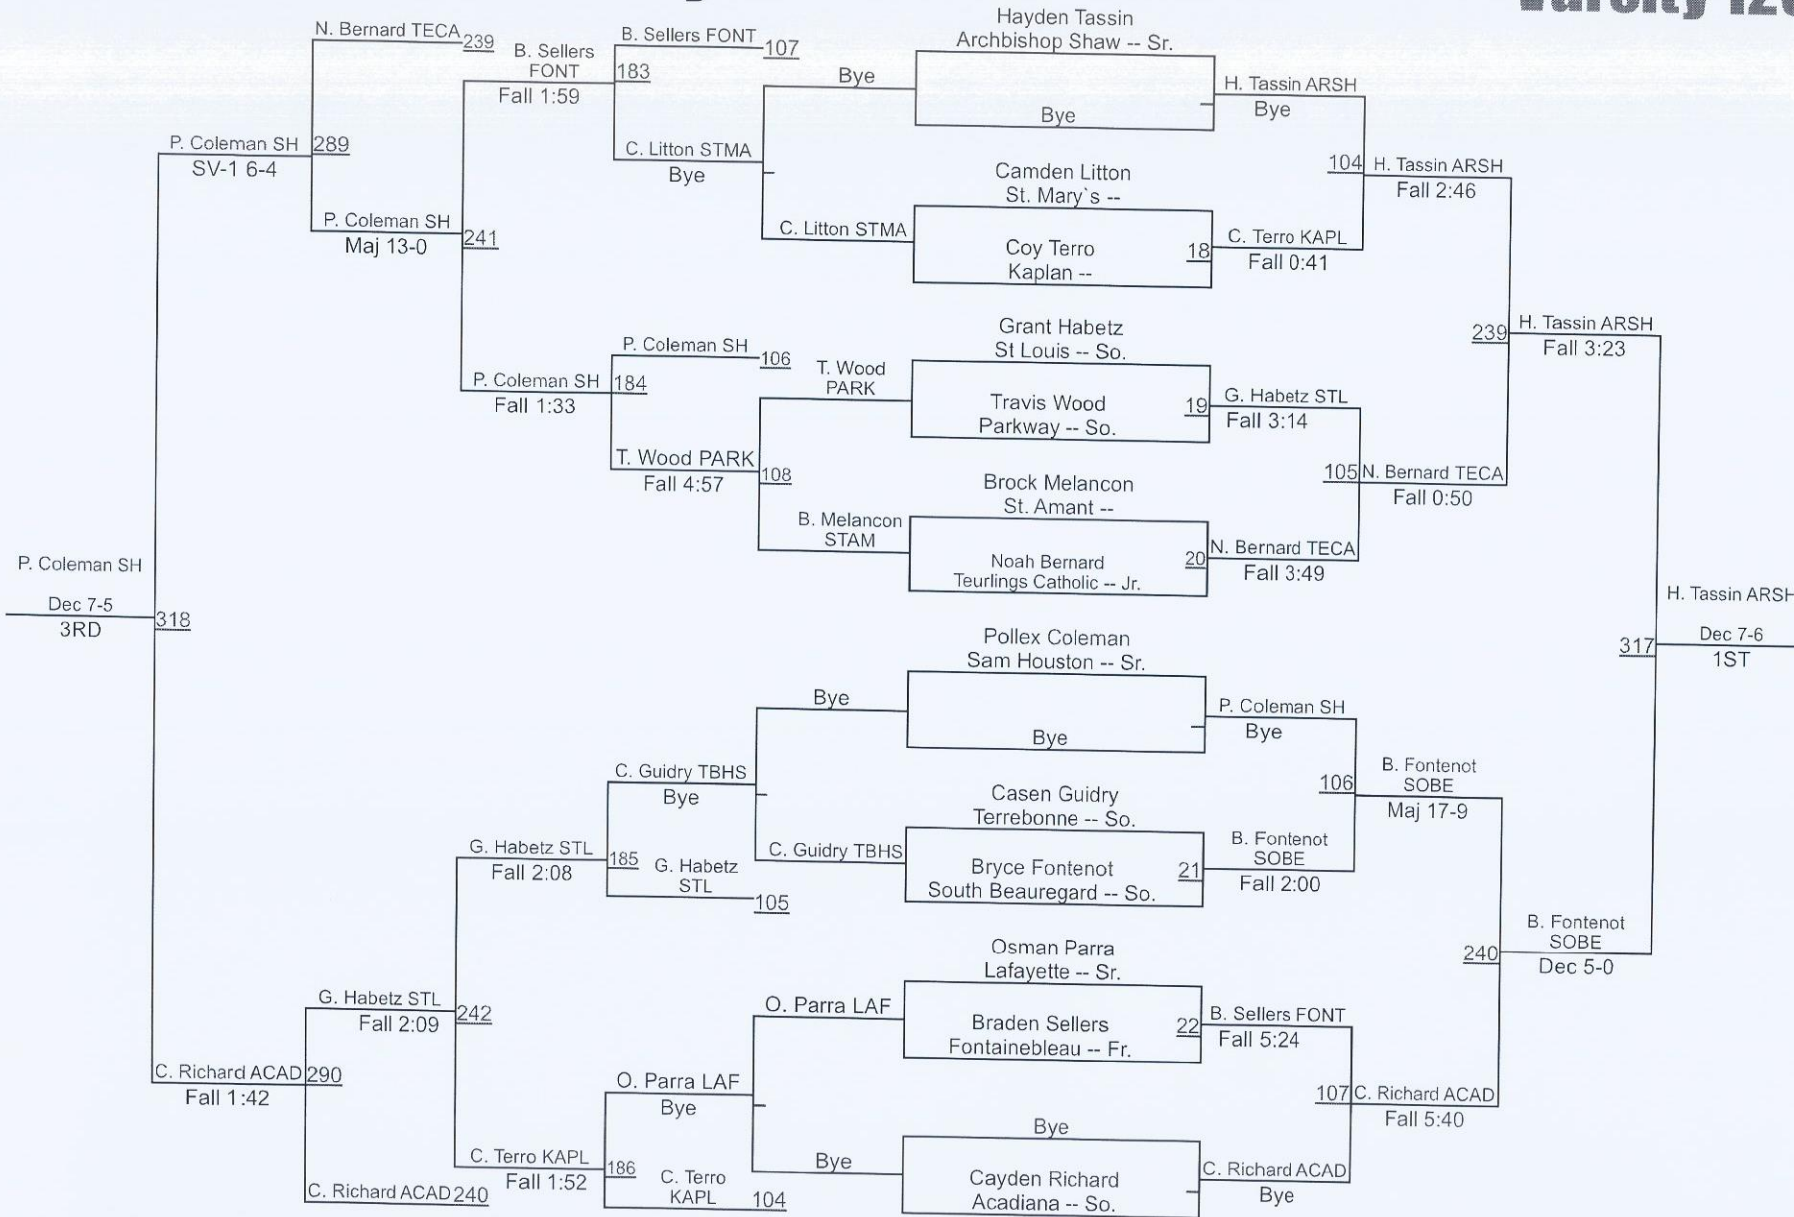 N. Bernard TECA
239
B. Sellers
FONT
Fall 1:59
B. Sellers FONT
107
183
C. Litton STMA
Bye
P. Coleman SH
SV-1 6-4
289
P. Coleman SH
Maj 13-0
241
P. Coleman SH
Fall 1:33
P. Coleman SH
106
184
T. Wood PARK
Fall 4:57
108
Bye
C. Litton STMA
T. Wood
PARK
B. Melancon
STAM
Hayden Tassin
Archbishop Shaw -- Sr.
Bye
Camden Litton
St. Mary`s --
Coy Terro
Kaplan --
18
Grant Habetz
St Louis -- So.
Travis Wood
Parkway -- So.
19
Brock Melancon
St. Amant --
Noah Bernard
Teurlings Catholic -- Jr.
20
H. Tassin ARSH
Bye
104
C. Terro KAPL
Fall 0:41
G. Habetz STL
Fall 3:14
105
N. Bernard TECA
Fall 3:49
H. Tassin ARSH
Fall 2:46
N. Bernard TECA
Fall 0:50
239
H. Tassin ARSH
Fall 3:23
P. Coleman SH
Dec 7-5
3RD
318
H. Tassin ARSH
Dec 7-6
1ST
317
Pollex Coleman
Sam Houston -- Sr.
Bye
Casen Guidry
Terrebonne -- So.
Bryce Fontenot
South Beauregard -- So.
21
Osman Parra
Lafayette -- Sr.
Braden Sellers
Fontainebleau -- Fr.
22
Bye
Cayden Richard
Acadiana -- So.
Bye
C. Guidry TBHS
Bye
C. Guidry TBHS
G. Habetz STL
Fall 2:08
185
G. Habetz
STL
105
G. Habetz STL
Fall 2:09
242
O. Parra LAF
O. Parra LAF
Bye
Bye
C. Richard ACAD
Fall 1:42
290
C. Terro KAPL
Fall 1:52
186
C. Terro
KAPL
104
C. Richard ACAD
240
P. Coleman SH
Bye
106
B. Fontenot
SOBE
Fall 2:00
B. Fontenot
SOBE
Maj 17-9
B. Sellers FONT
Fall 5:24
107
C. Richard ACAD
Bye
C. Richard ACAD
Fall 5:40
240
B. Fontenot
SOBE
Dec 5-0